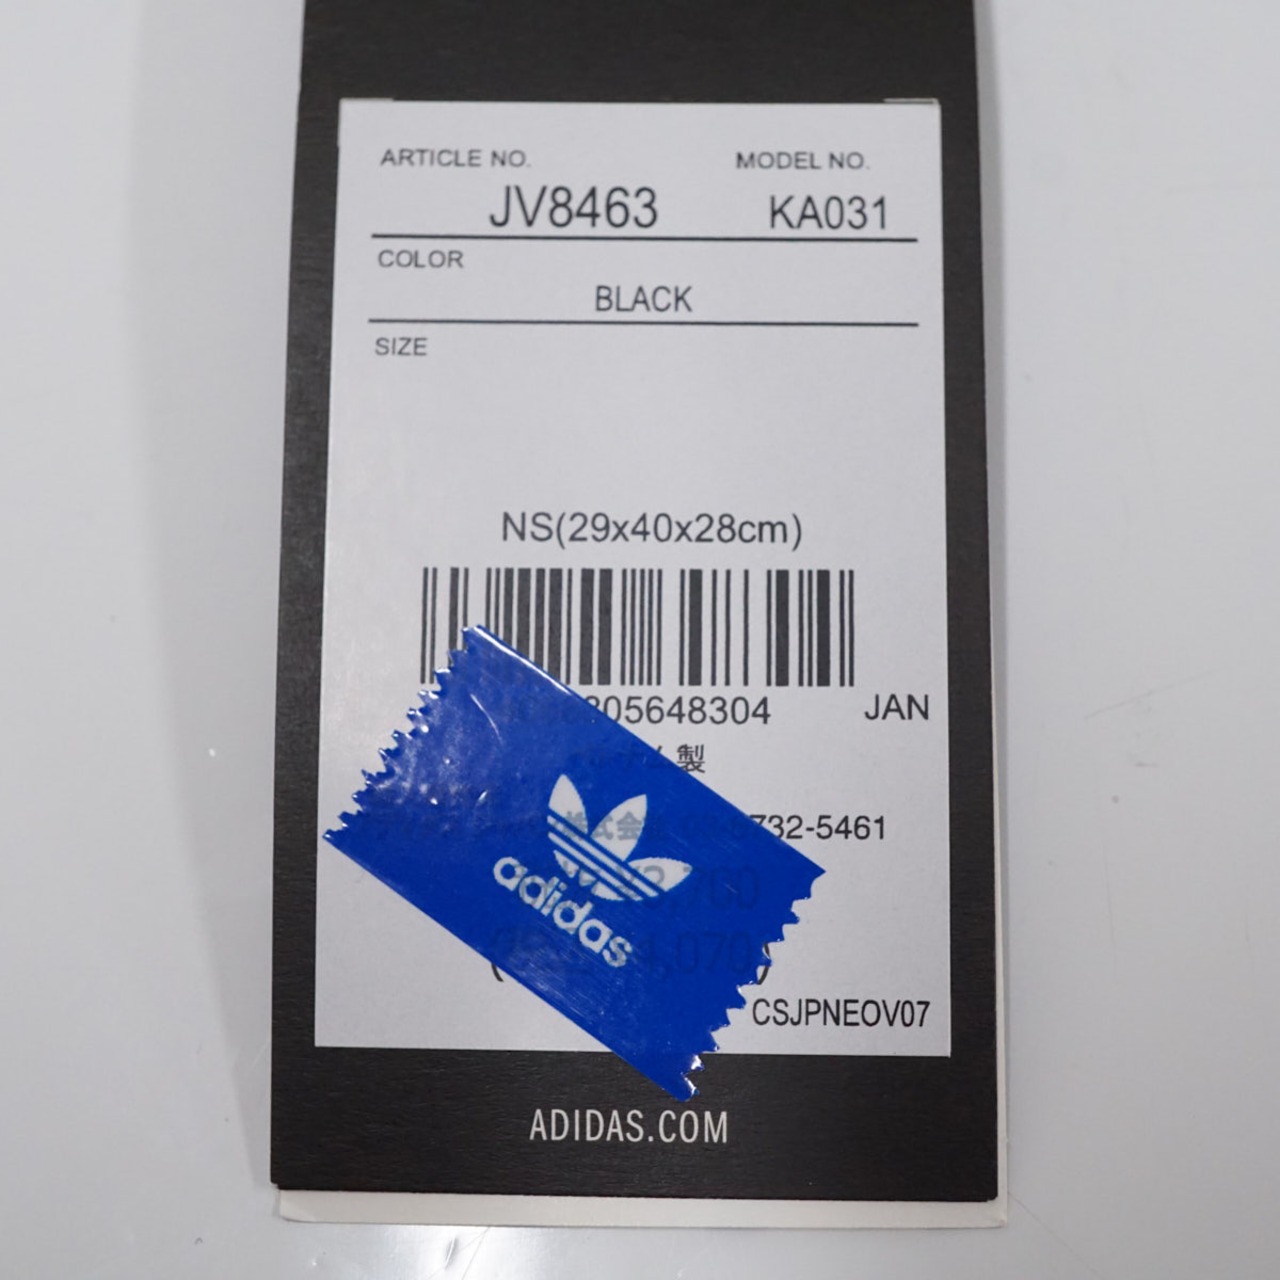 ARTICLE NO. MODEL NO.
JV8463 KA031
COLOR
BLACK
SIZE
NS(29x40x28cm)
05648304 JAN
製
732-5461
adidas
CSJPNEOV07
ADIDAS.COM